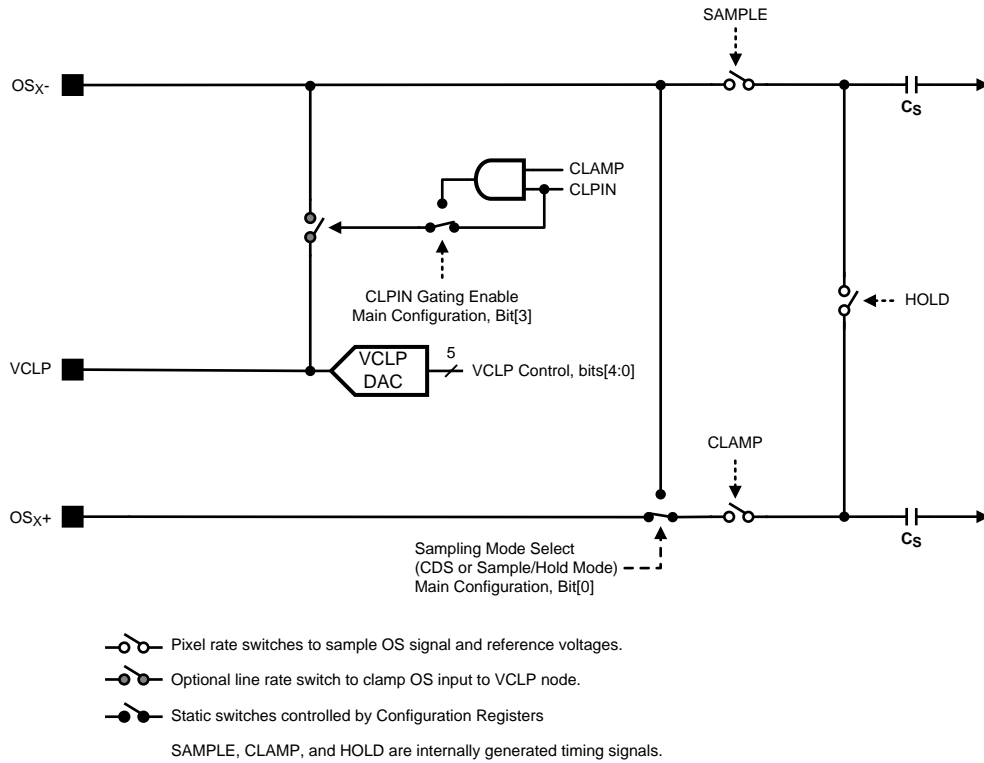 SAMPLE
OSX-
CS
CLAMP
CLPIN
CLPIN Gating Enable
Main Configuration, Bit[3]
HOLD
VCLP
VCLP
DAC
5
VCLP Control, bits[4:0]
CLAMP
OSX+
CS
Sampling Mode Select
(CDS or Sample/Hold Mode)
Main Configuration, Bit[0]
Pixel rate switches to sample OS signal and reference voltages.
Optional line rate switch to clamp OS input to VCLP node.
Static switches controlled by Configuration Registers
SAMPLE, CLAMP, and HOLD are internally generated timing signals.